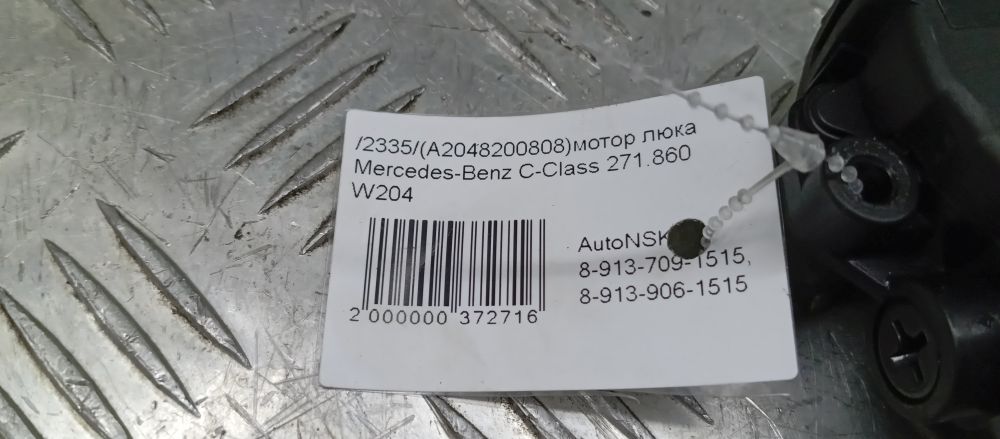 /2335/(A2048200808)мотор люка
Mercedes-Benz C-Class 271.860
W204
AutoNSK
8-913-709-1515,
8-913-906-1515
2 000000 372716